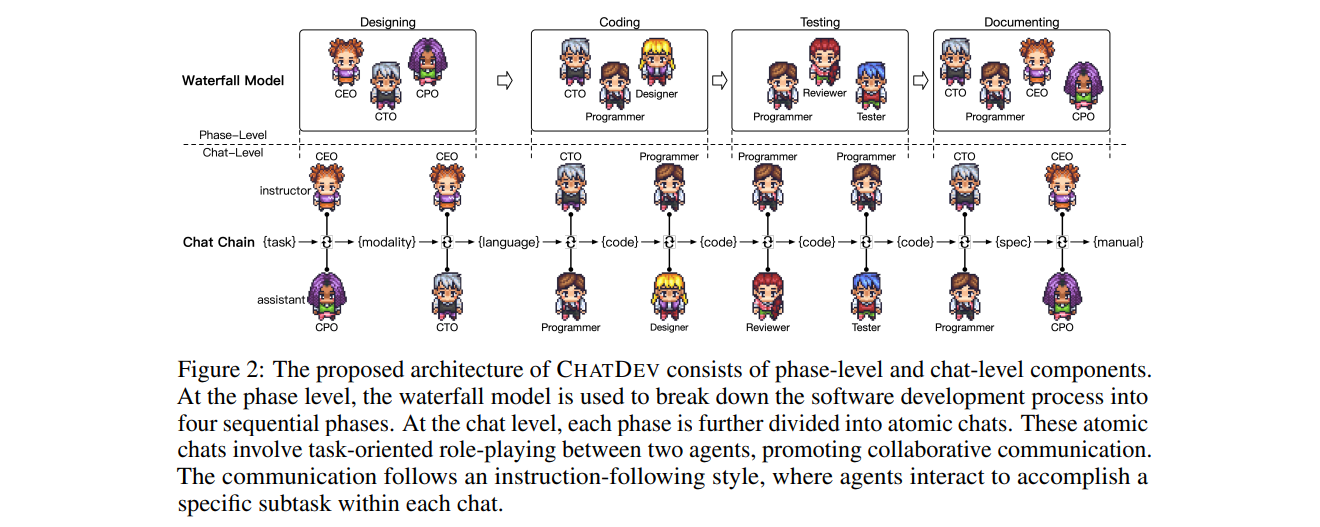 Designing Coding Testing Documenting
Waterfall Model
CEO CTO CPO
CTO Programmer Designer
Programmer Reviewer Tester
CTO Programmer CEO CPO
Phase-Level
Chat-Level
CEO CEO CTO Programmer Programmer Programmer CTO CEO
instructor
Chat Chain {task} {modality} {language} {code} {code} {code} {code} {spec} {manual}
assistant
CPO CTO Programmer Designer Reviewer Tester Programmer CPO
Figure 2: The proposed architecture of CHATDEV consists of phase-level and chat-level components.
At the phase level, the waterfall model is used to break down the software development process into
four sequential phases. At the chat level, each phase is further divided into atomic chats. These atomic
chats involve task-oriented role-playing between two agents, promoting collaborative communication.
The communication follows an instruction-following style, where agents interact to accomplish a
specific subtask within each chat.